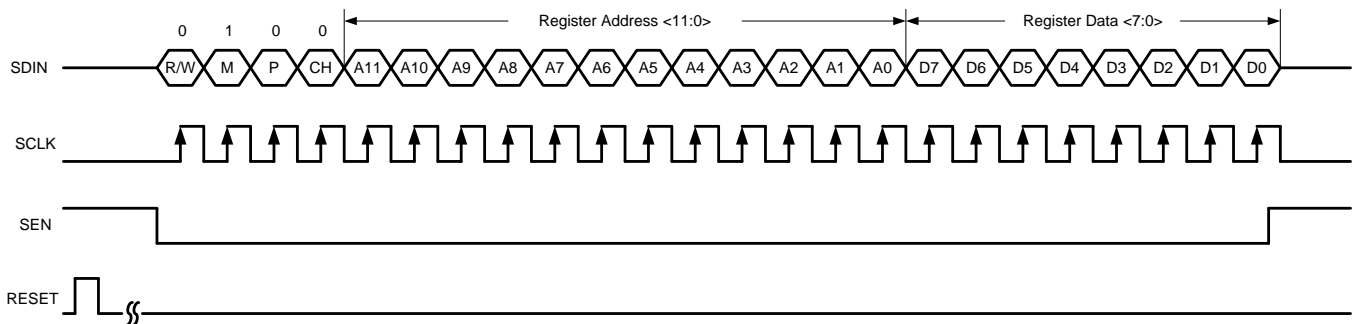 0 1 0 0 Register Address <11:0> Register Data <7:0>
SDIN R/W M P CH A11 A10 A9 A8 A7 A6 A5 A4 A3 A2 A1 A0 D7 D6 D5 D4 D3 D2 D1 D0
SCLK
SEN
RESET